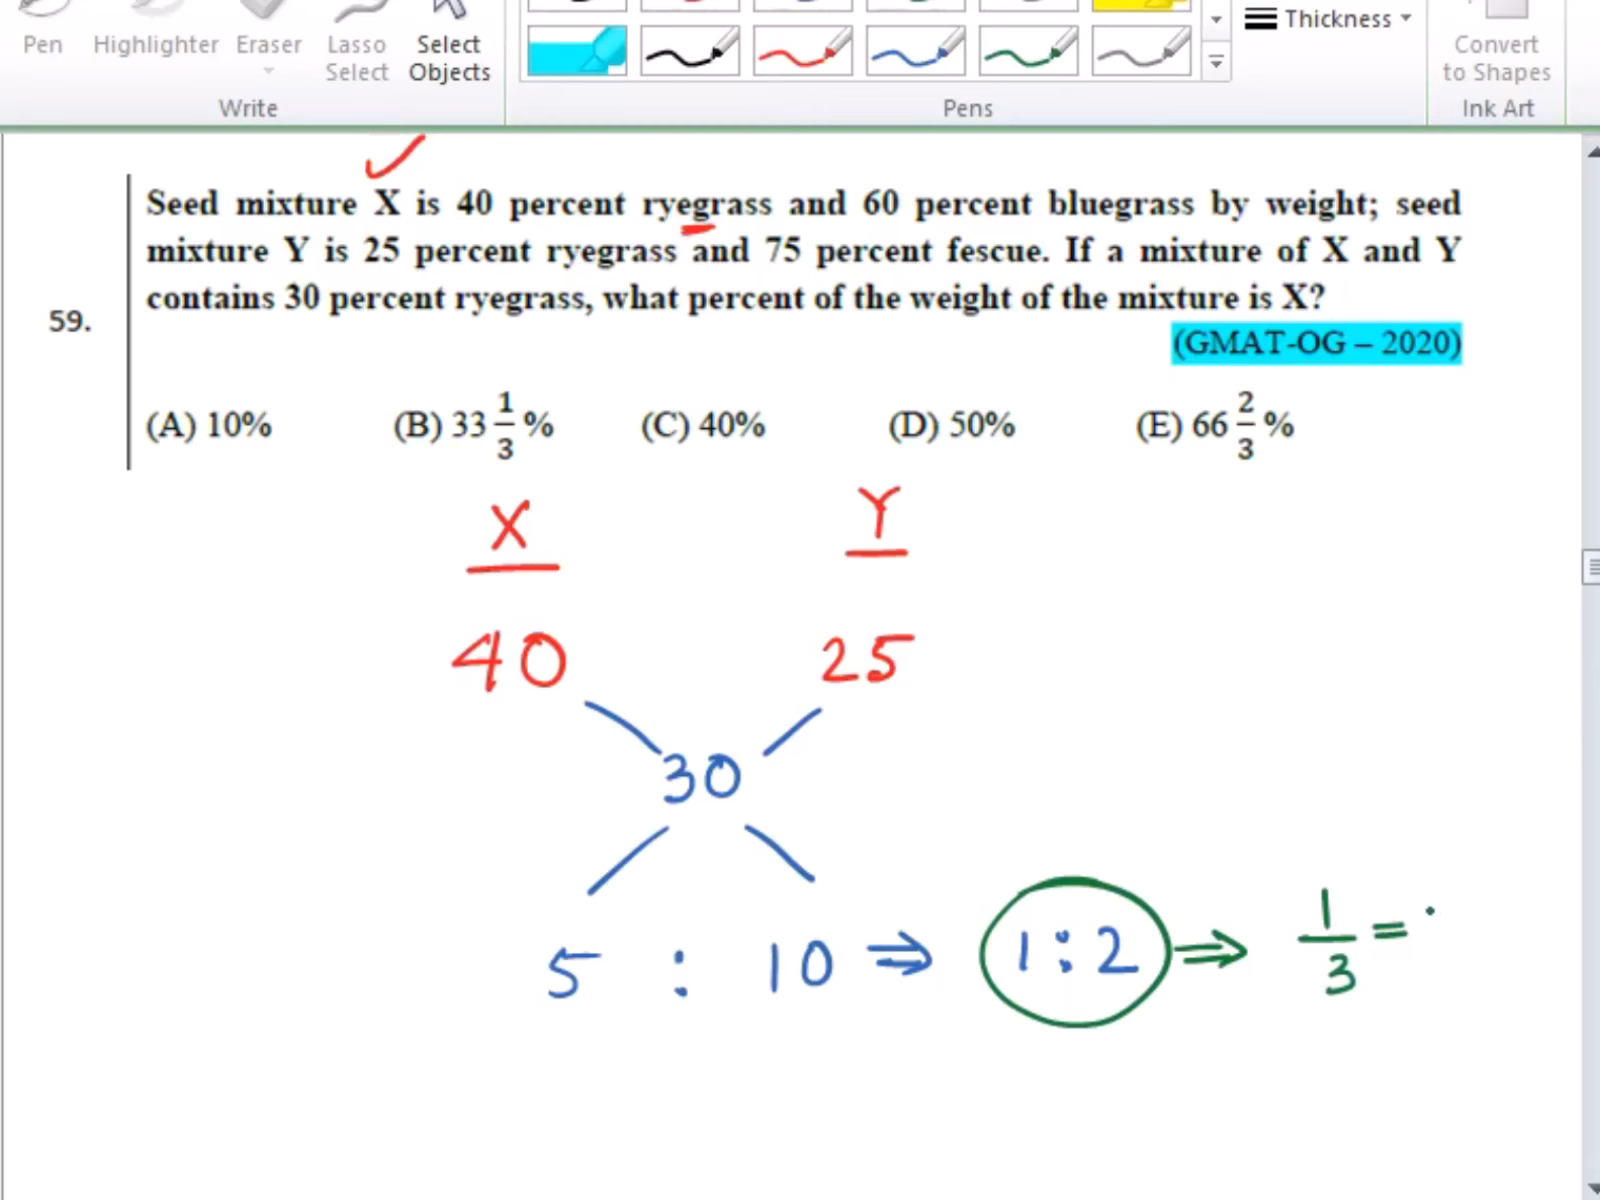 Pen Highlighter Eraser Lasso Select Select Objects Thickness Convert to Shapes
Write Pens Ink Art
Seed mixture X is 40 percent ryegrass and 60 percent bluegrass by weight; seed
mixture Y is 25 percent ryegrass and 75 percent fescue. If a mixture of X and Y
contains 30 percent ryegrass, what percent of the weight of the mixture is X?
59.
(GMAT-OG – 2020)
(A) 10% (B) 33 1/3 % (C) 40% (D) 50% (E) 66 2/3 %
X Y
40 25
30
5 : 10 ⇒ 1:2 ⇒ 1/3 =